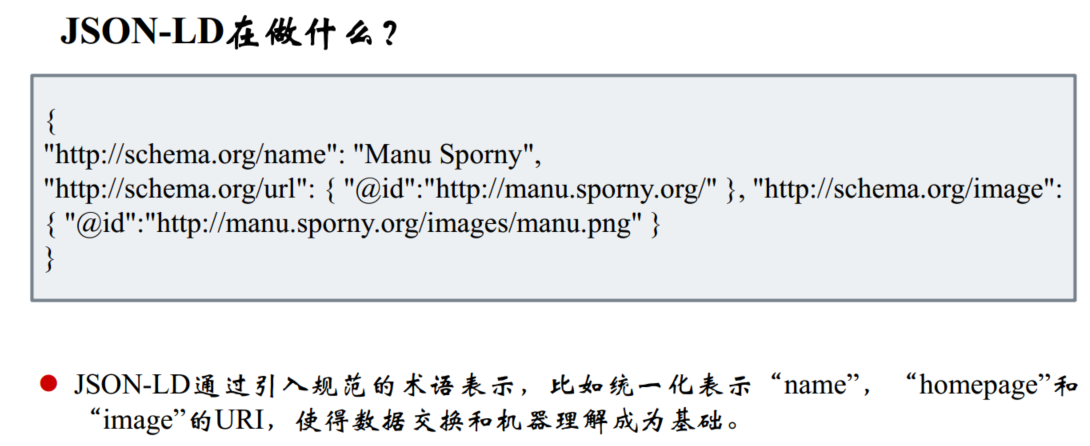 JSON-LD在做什么？
{
"http://schema.org/name": "Manu Sporny",
"http://schema.org/url": { "@id":"http://manu.sporny.org/" }, "http://schema.org/image":
{ "@id":"http://manu.sporny.org/images/manu.png" }
}
JSON-LD通过引入规范的术语表示，比如统一化表示“name”，“homepage”和
“image”的URI，使得数据交换和机器理解成为基础。